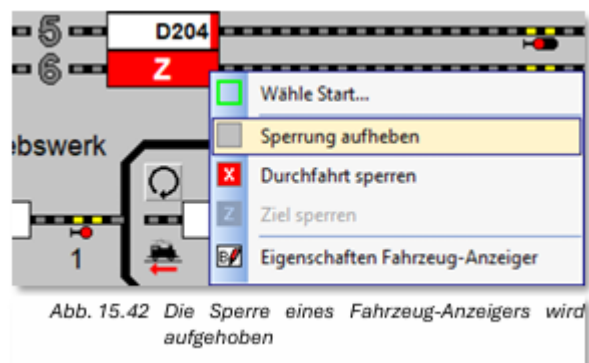 5 D204
6 Z
Wähle Start...
ebswerk
Sperrung aufheben
X Durchfahrt sperren
Z Ziel sperren
1
B Eigenschaften Fahrzeug-Anzeiger
Abb. 15.42 Die Sperre eines Fahrzeug-Anzeigers wird
aufgehoben